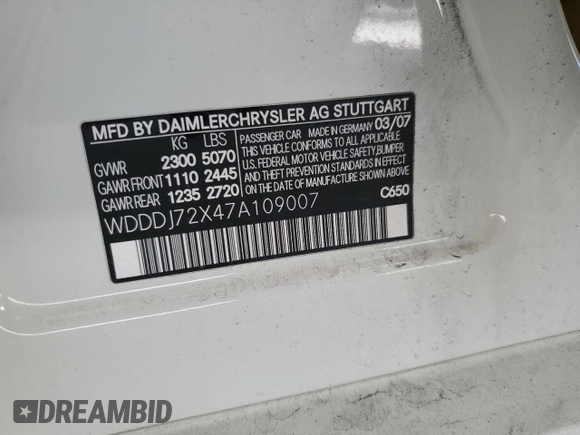 MFD BY DAIMLERCHRYSLER AG STUTTGART
KG LBS
GVWR 2300 5070
GAWR FRONT 1110 2445
GAWR REAR 1235 2720
PASSENGER CAR MADE IN GERMANY 03/07
THIS VEHICLE CONFORMS TO ALL APPLICABLE
U.S. FEDERAL MOTOR VEHICLE SAFETY,BUMPER
AND THEFT PREVENTION STANDARDS IN EFFECT
ON THE DATE OF MANUFACTURE SHOWN ABOVE
WDDDJ72X47A109007
C650
DREAMBID